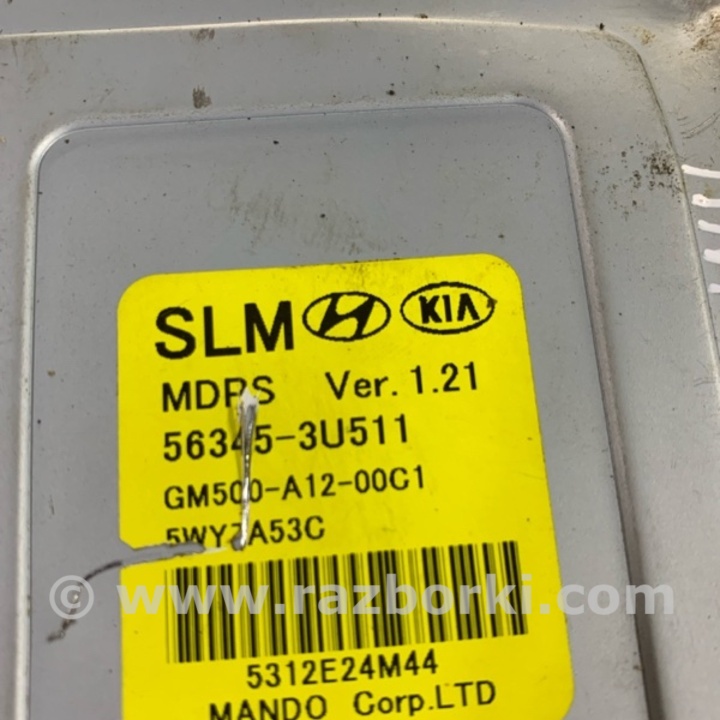 SLM KIA
MDPS Ver. 1.21
56345-3U511
GM500-A12-00C1
5WY7A53C
© www.razborki.com
5312E24M44
MANDO Corp.LTD